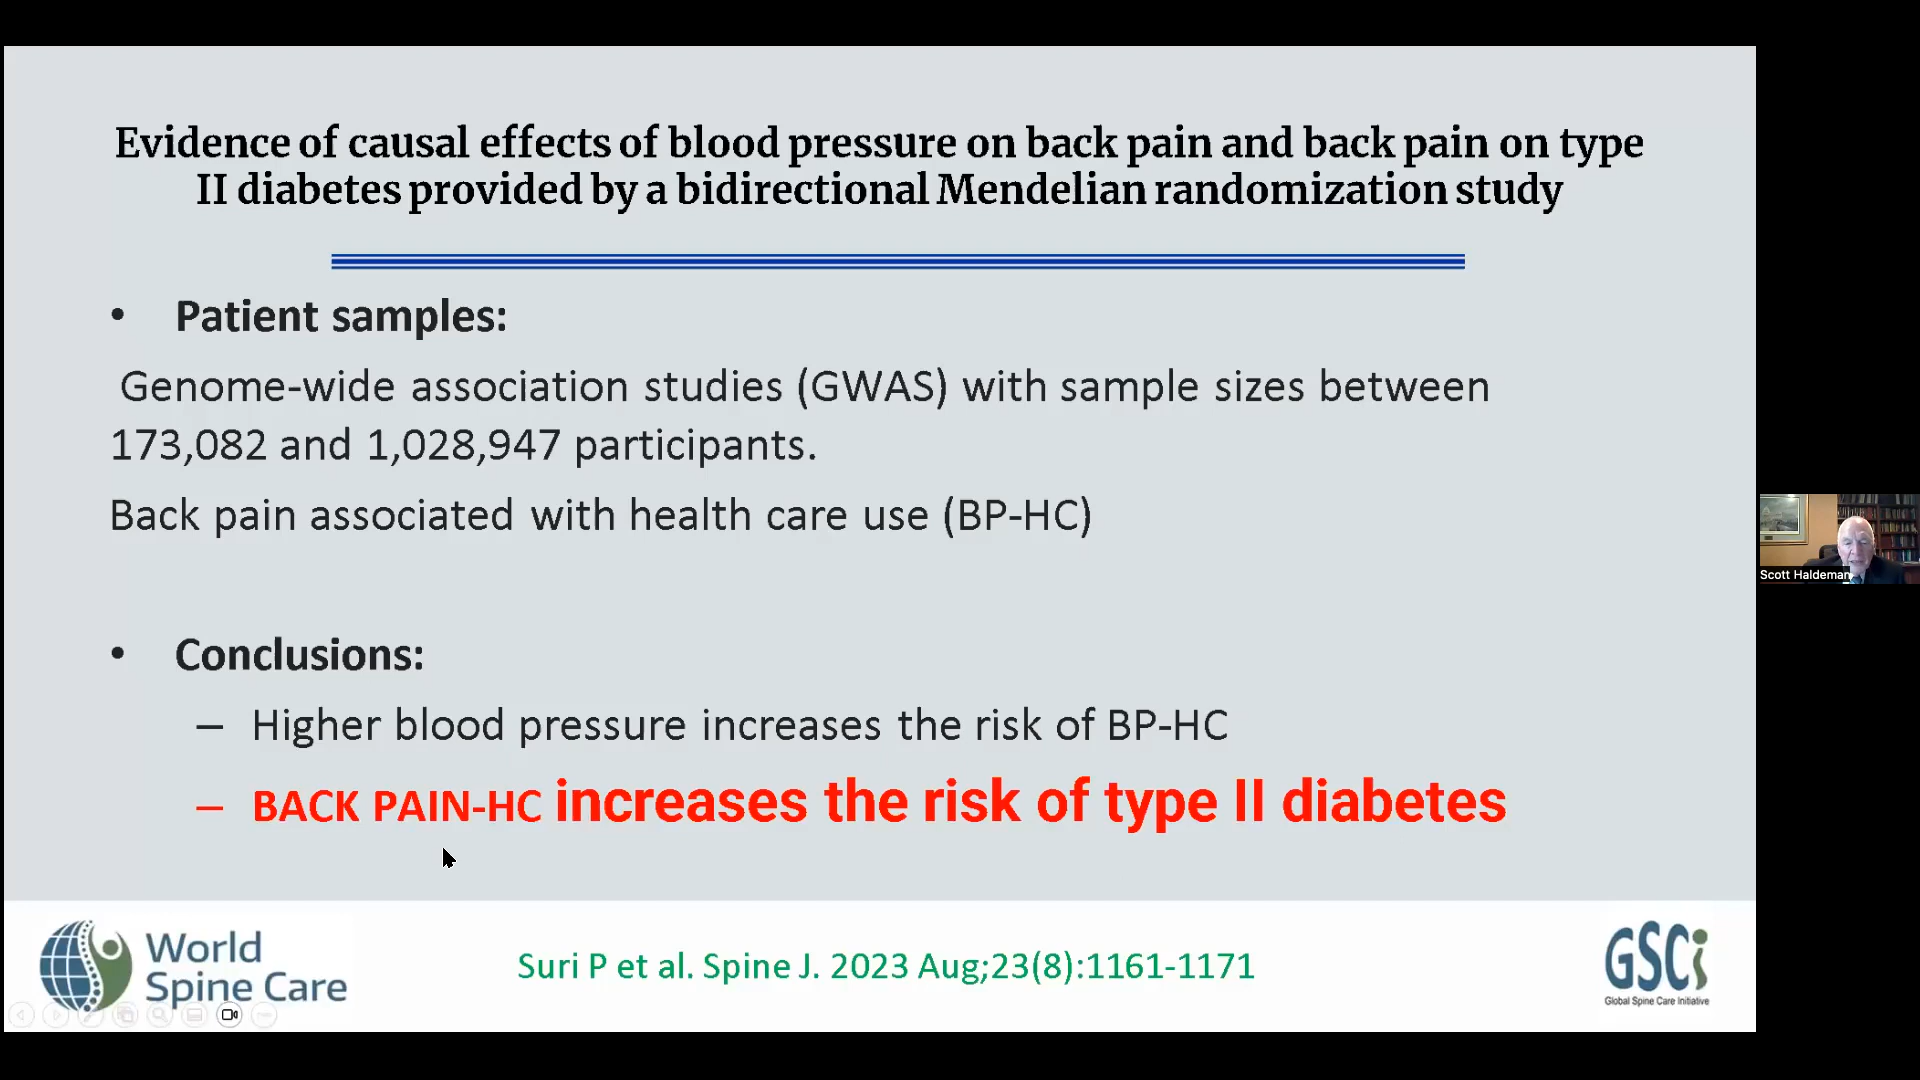 Evidence of causal effects of blood pressure on back pain and back pain on type
II diabetes provided by a bidirectional Mendelian randomization study
• Patient samples:
Genome-wide association studies (GWAS) with sample sizes between
173,082 and 1,028,947 participants.
Back pain associated with health care use (BP-HC)
• Conclusions:
– Higher blood pressure increases the risk of BP-HC
– BACK PAIN-HC increases the risk of type II diabetes
World
Spine Care
Suri P et al. Spine J. 2023 Aug;23(8):1161-1171
GSCi
Global Spine Care Initiative
Scott Haldeman